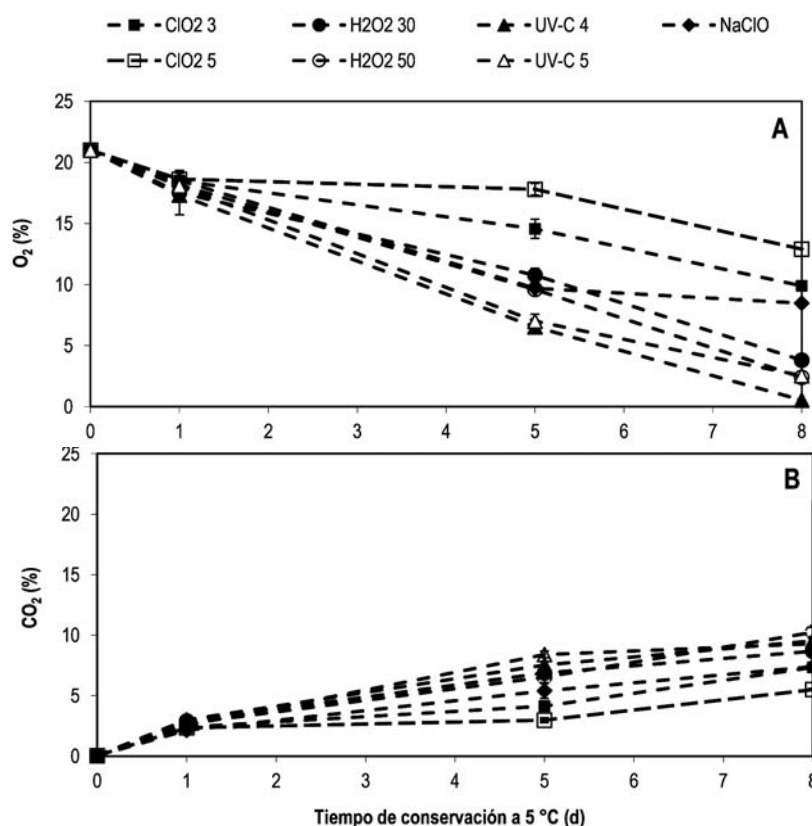 ClO2 3 H2O2 30 UV-C 4 NaClO
ClO2 5 H2O2 50 UV-C 5
A
25
20
15
10
5
0
O₂ (%)
0 1 2 3 4 5 6 7 8
B
25
20
15
10
5
0
CO₂ (%)
0 1 2 3 4 5 6 7 8
Tiempo de conservación a 5 °C (d)